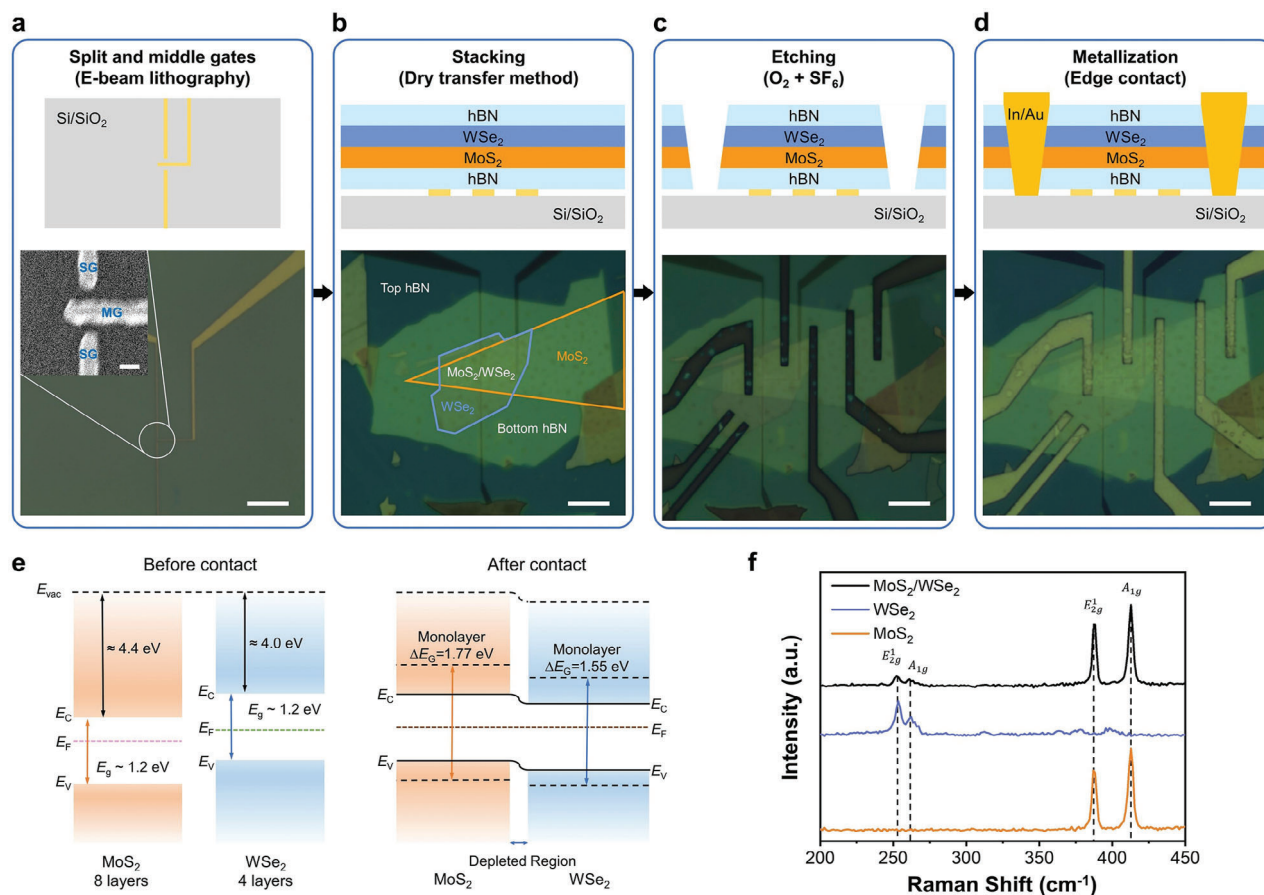 a
Split and middle gates
(E-beam lithography)
Si/SiO₂
SG
MG
SG
b
Stacking
(Dry transfer method)
hBN
WSe₂
MoS₂
hBN
Si/SiO₂
Top hBN
MoS₂
MoS₂/WSe₂
WSe₂
Bottom hBN
c
Etching
(O₂ + SF₆)
hBN
WSe₂
MoS₂
hBN
Si/SiO₂
d
Metallization
(Edge contact)
In/Au
hBN
WSe₂
MoS₂
hBN
Si/SiO₂
e
Before contact
Evac
≈ 4.4 eV
≈ 4.0 eV
EC
EC
Eg ~ 1.2 eV
EF
EF
Eg ~ 1.2 eV
EV
EV
MoS₂
8 layers
WSe₂
4 layers
After contact
Monolayer
ΔEG=1.77 eV
Monolayer
ΔEG=1.55 eV
EC
EC
EF
EV
EV
Depleted Region
MoS₂
WSe₂
f
MoS₂/WSe₂
WSe₂
MoS₂
E¹2g
A1g
E¹2g
A1g
Intensity (a.u.)
200 250 300 350 400 450
Raman Shift (cm⁻¹)